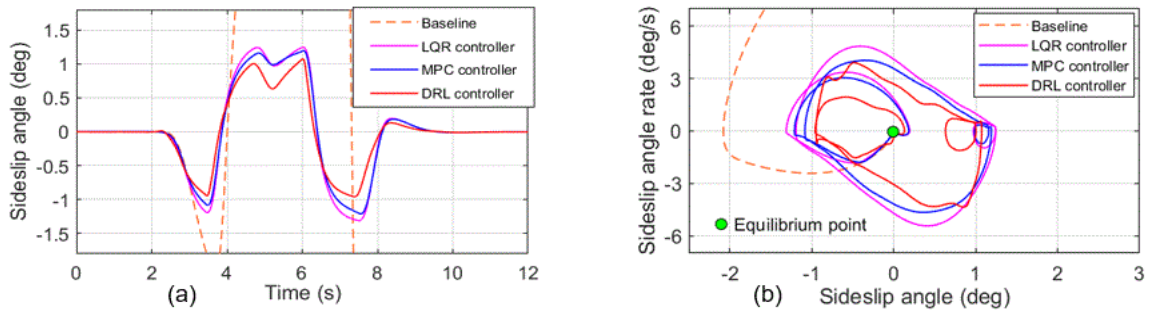 Sideslip angle (deg)
1.5
1
0.5
0
-0.5
-1
-1.5
Baseline
LQR controller
MPC controller
DRL controller
0
2
4
6
8
10
12
(a)
Time (s)
Sideslip angle rate (deg/s)
6
3
0
-3
-6
Baseline
LQR controller
MPC controller
DRL controller
Equilibrium point
-2
-1
0
1
2
3
(b)
Sideslip angle (deg)